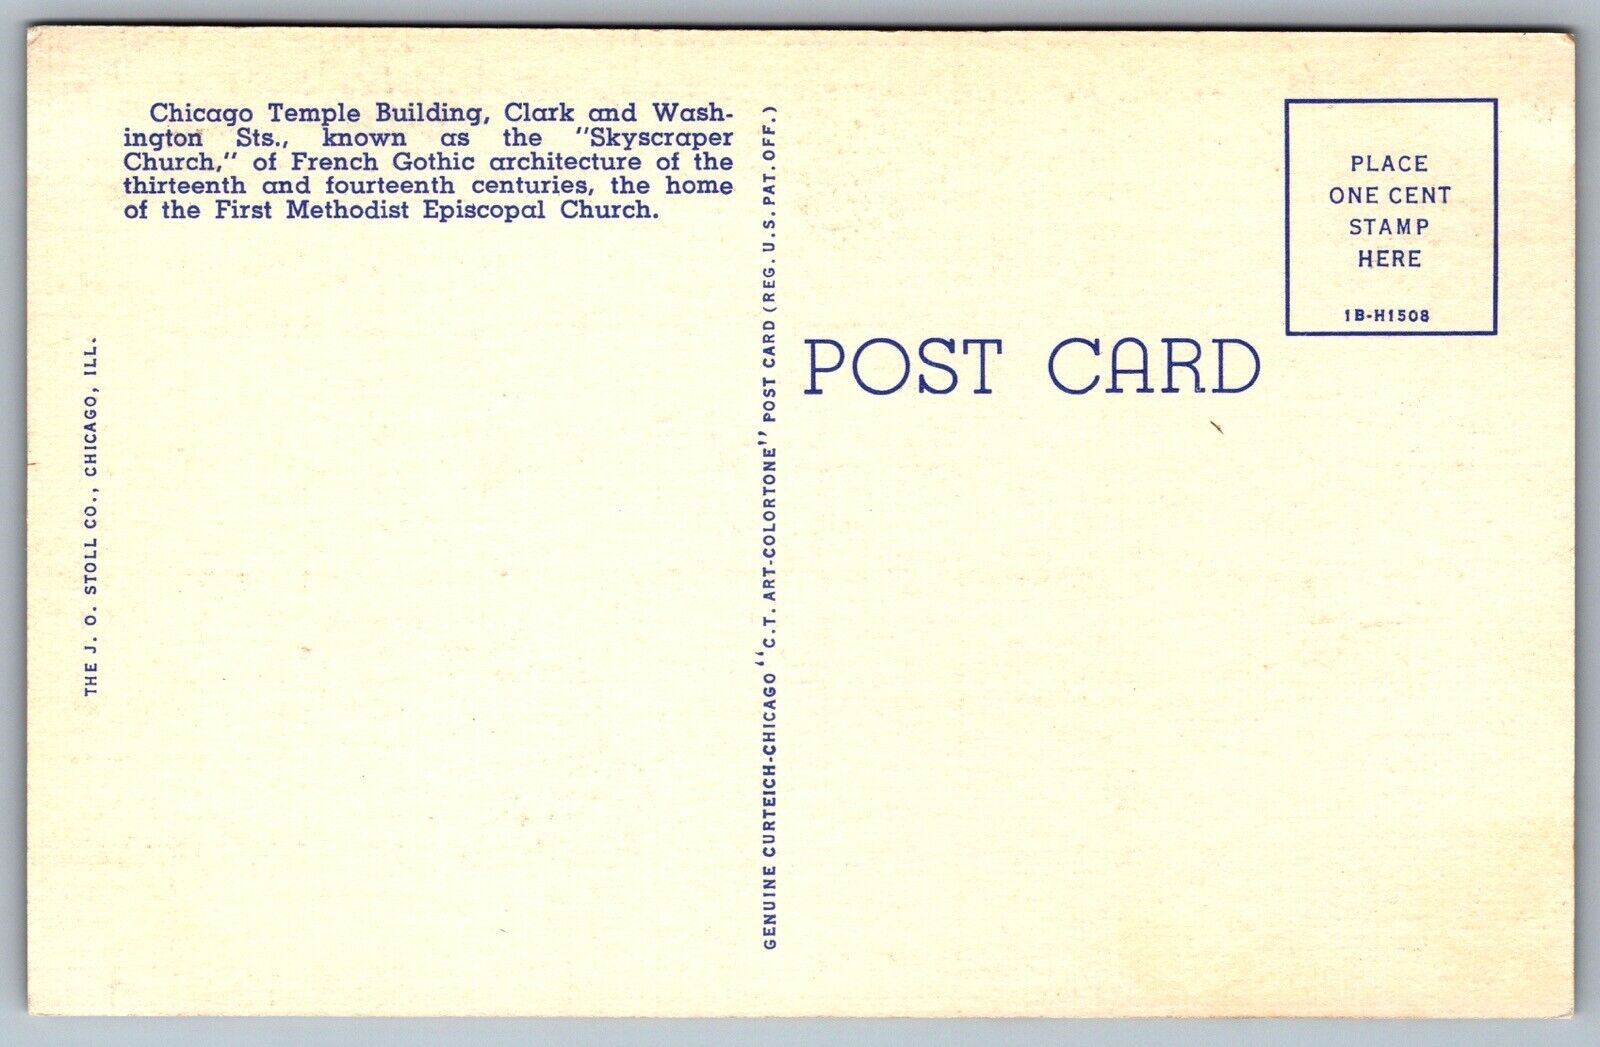 Chicago Temple Building, Clark and Wash-
ington Sts., known as the "Skyscraper
Church," of French Gothic architecture of the
thirteenth and fourteenth centuries, the home
of the First Methodist Episcopal Church.
THE J. O. STOLL CO., CHICAGO, ILL.
GENUINE CURTEICH-CHICAGO "C.T. ART-COLORTONE" POST CARD (REG. U.S. PAT. OFF.)
POST CARD
PLACE
ONE CENT
STAMP
HERE
1B-H1508